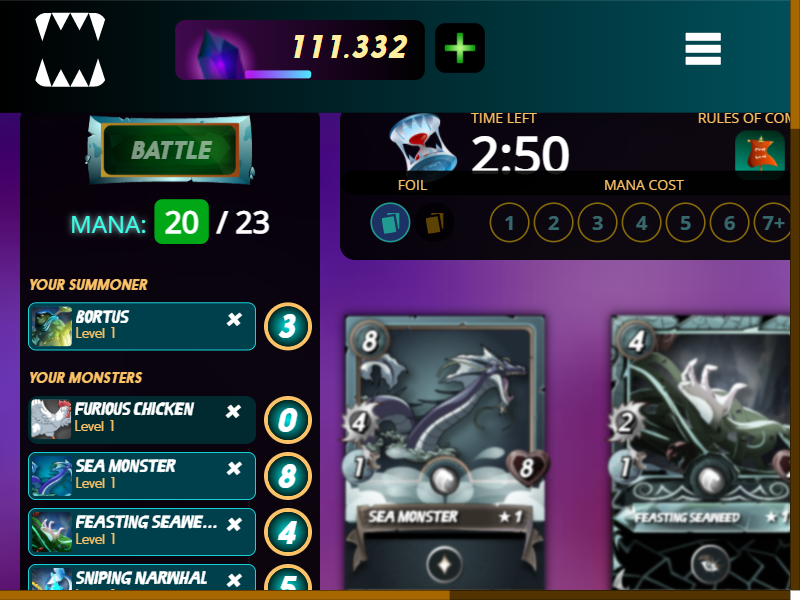 111.332
BATTLE
MANA: 20 / 23
YOUR SUMMONER
BORTUS
Level 1
3
YOUR MONSTERS
FURIOUS CHICKEN
Level 1
0
SEA MONSTER
Level 1
8
FEASTING SEAWE...
Level 1
4
SNIPING NARWHAL
Level 1
5
TIME LEFT
2:50
RULES OF COM
FOIL
MANA COST
1 2 3 4 5 6 7+
8
4
1
8
SEA MONSTER ★ 1
4
2
1
FEASTING SEAWEED ★ 1